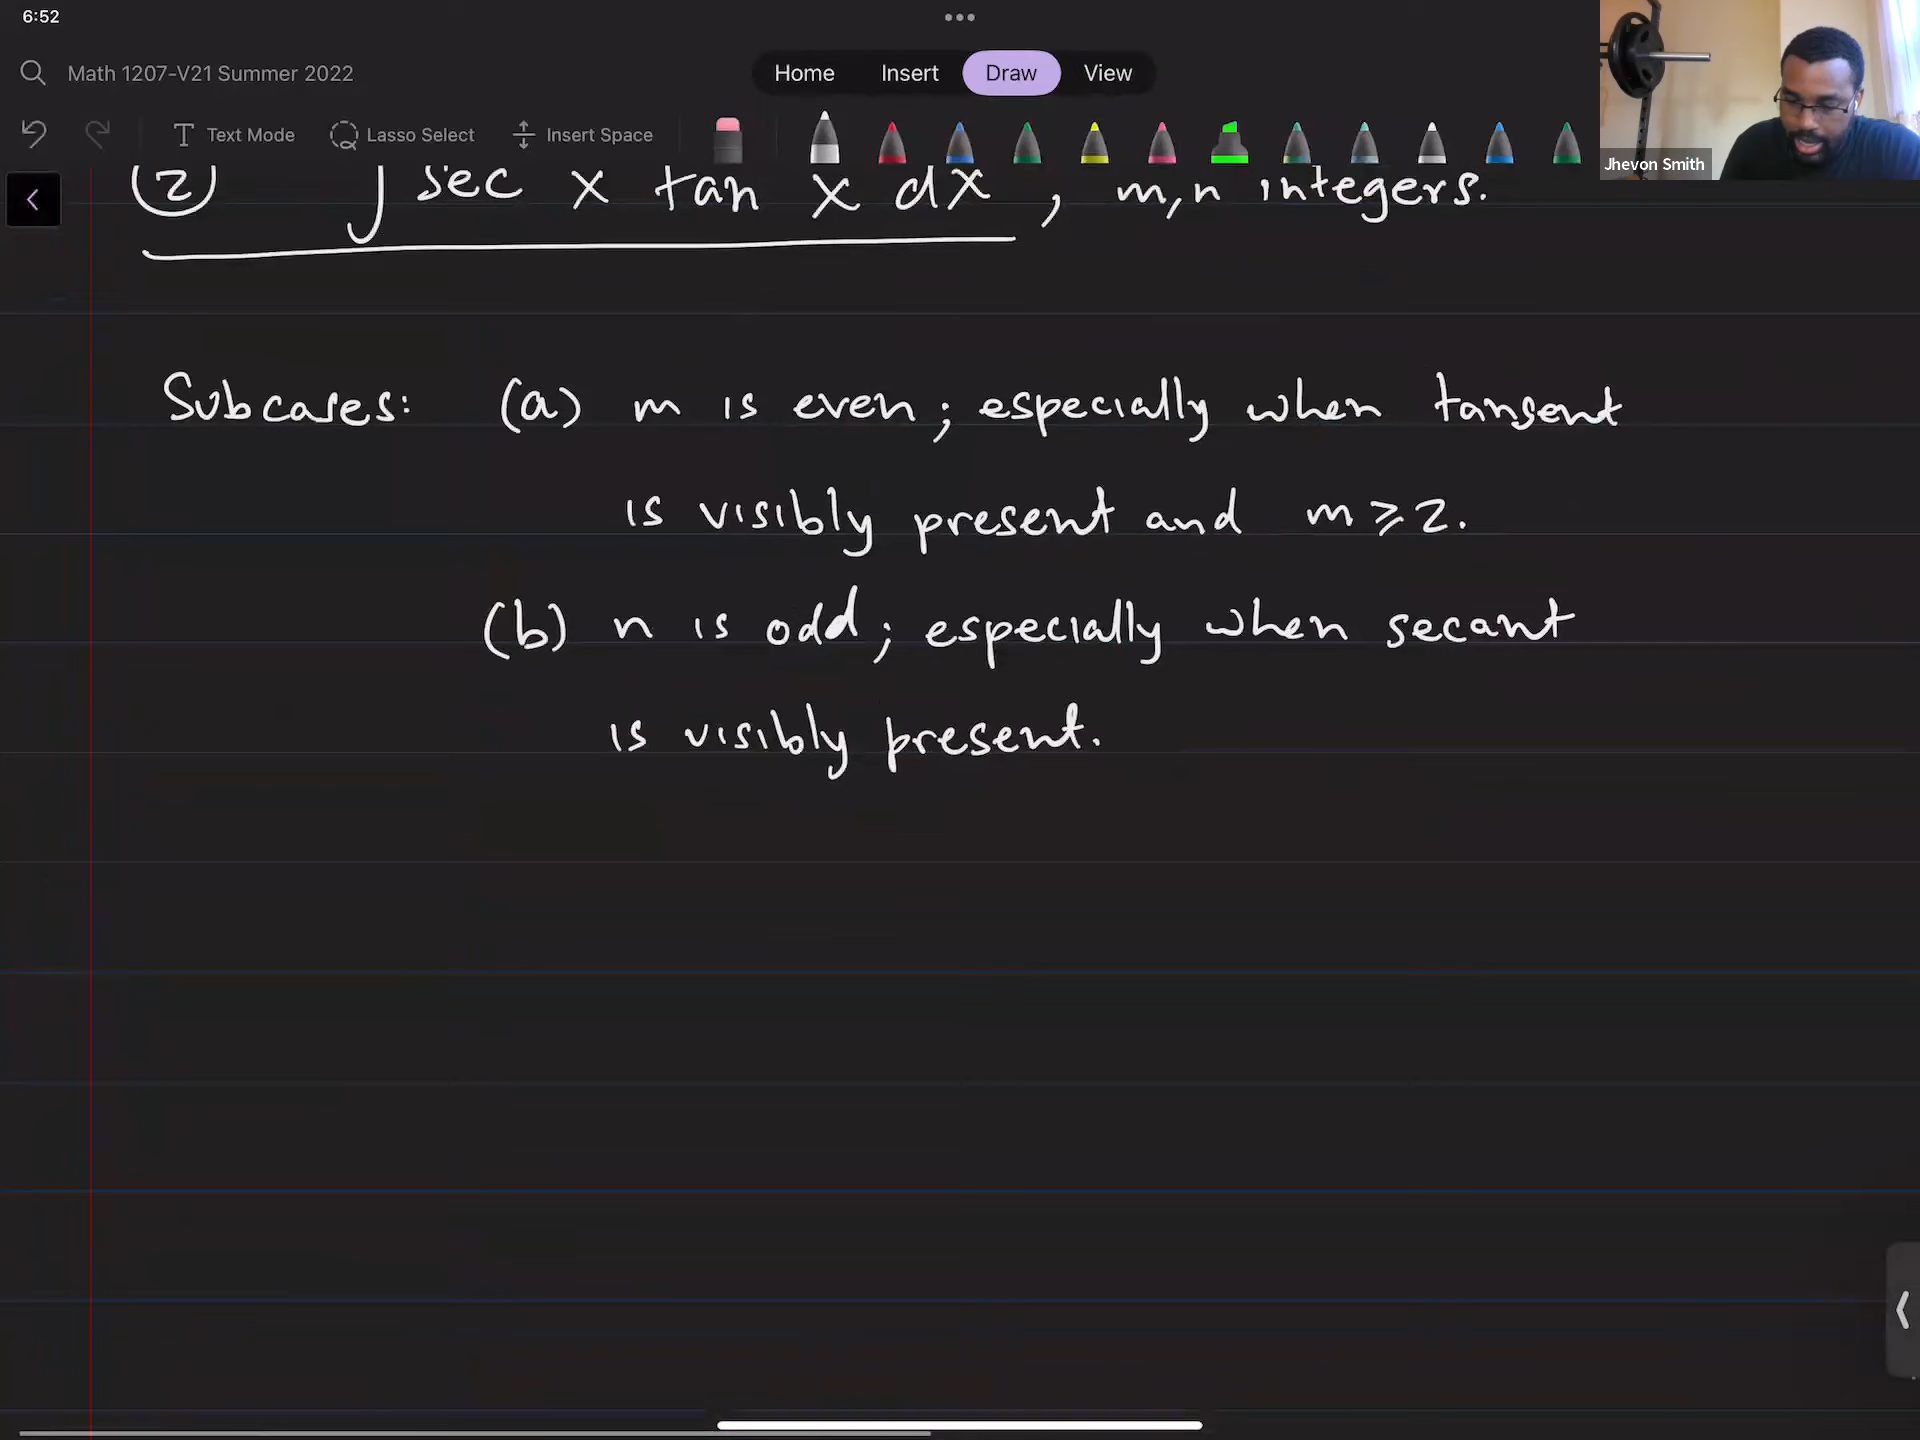 6:52
Math 1207-V21 Summer 2022
Home Insert Draw View
Text Mode Lasso Select Insert Space
Jhevon Smith
(2) ∫ sec x tan x dx , m,n integers.
Subcases: (a) m is even; especially when tangent
is visibly present and m ≥ 2.
(b) n is odd; especially when secant
is visibly present.